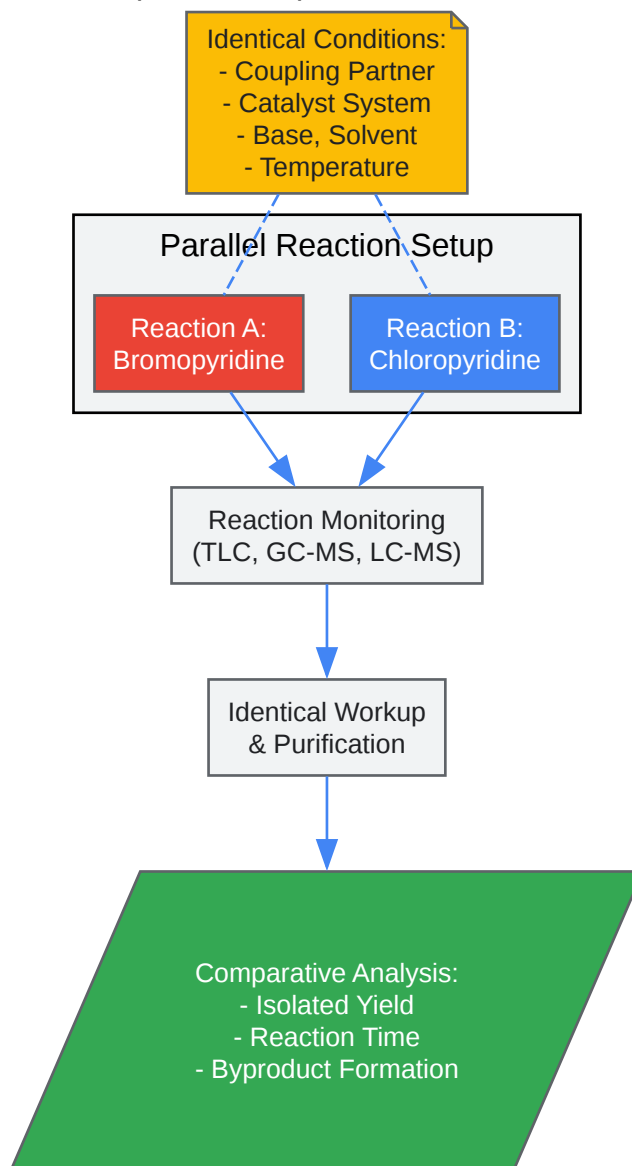 Identical Conditions:
- Coupling Partner
- Catalyst System
- Base, Solvent
- Temperature
Parallel Reaction Setup
Reaction A:
Bromopyridine
Reaction B:
Chloropyridine
Reaction Monitoring
(TLC, GC-MS, LC-MS)
Identical Workup
& Purification
Comparative Analysis:
- Isolated Yield
- Reaction Time
- Byproduct Formation